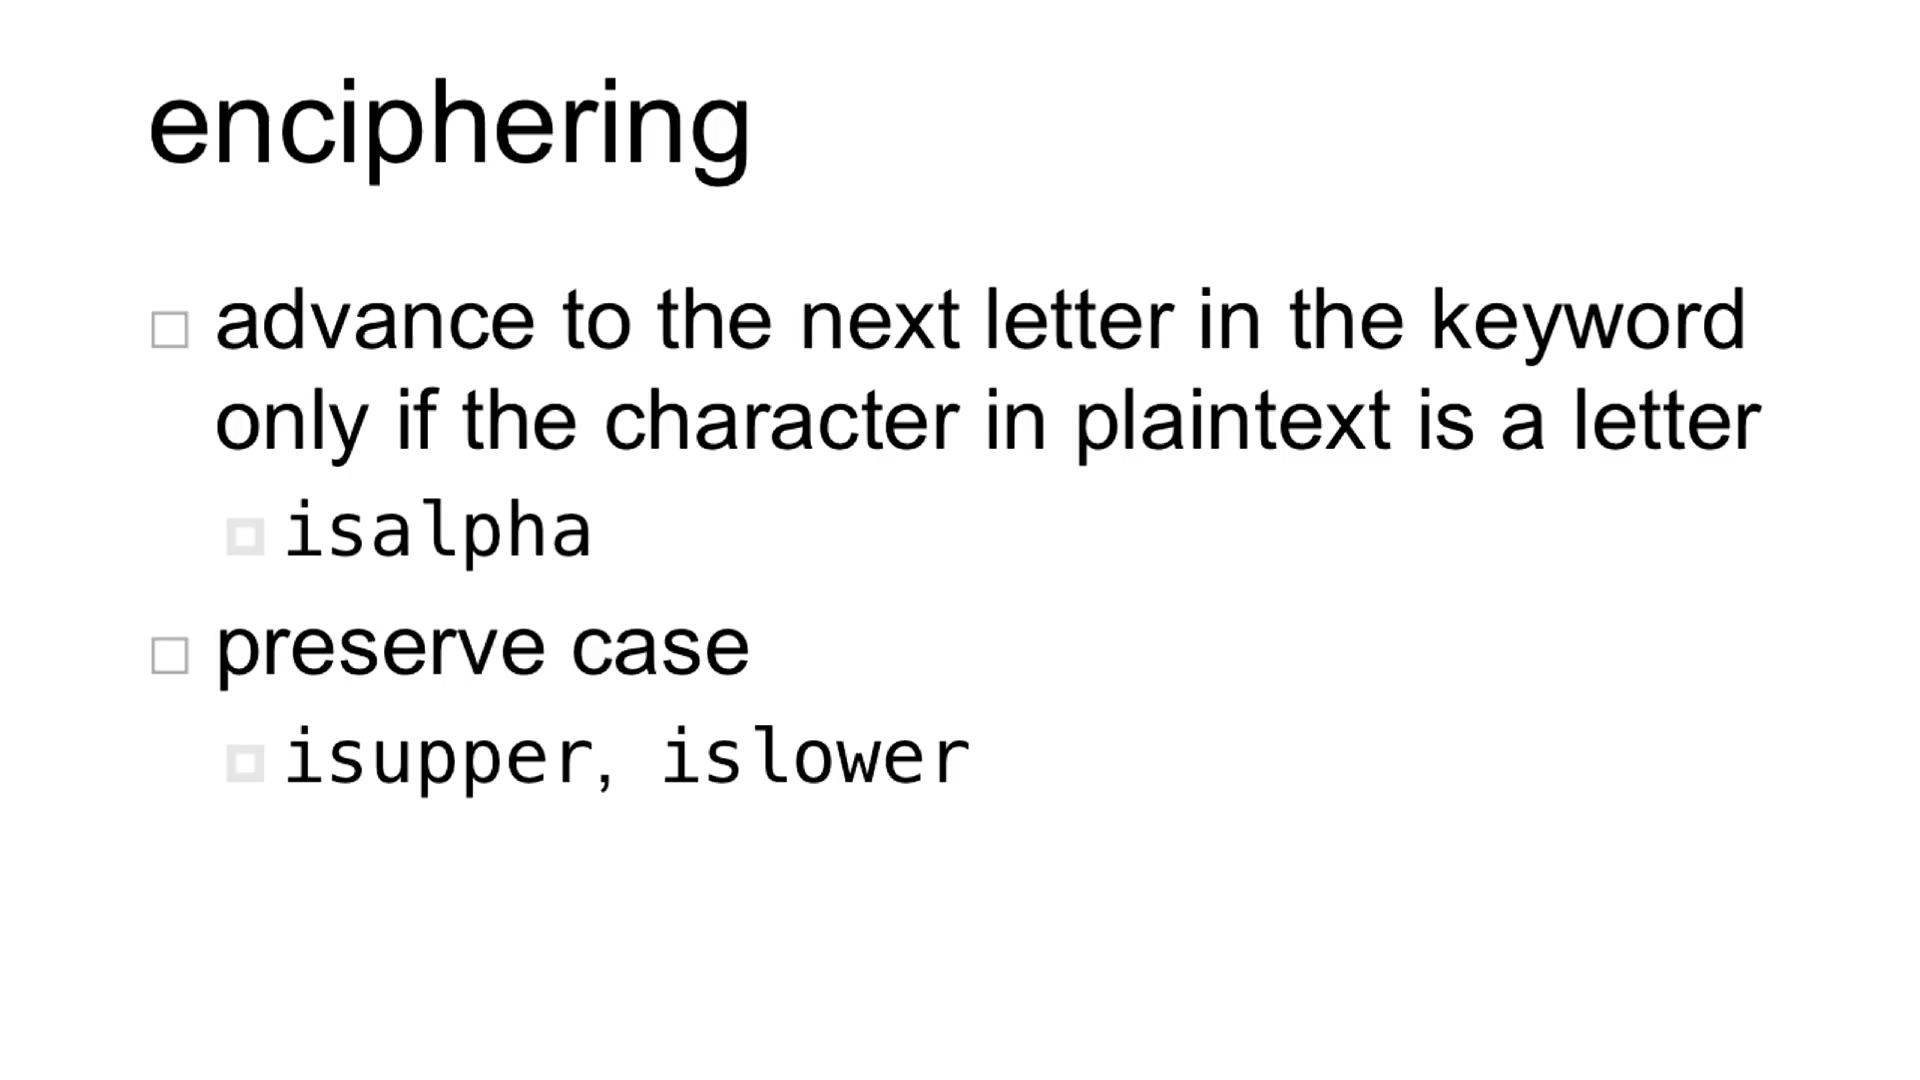 enciphering
advance to the next letter in the keyword
only if the character in plaintext is a letter
isalpha
preserve case
isupper, islower